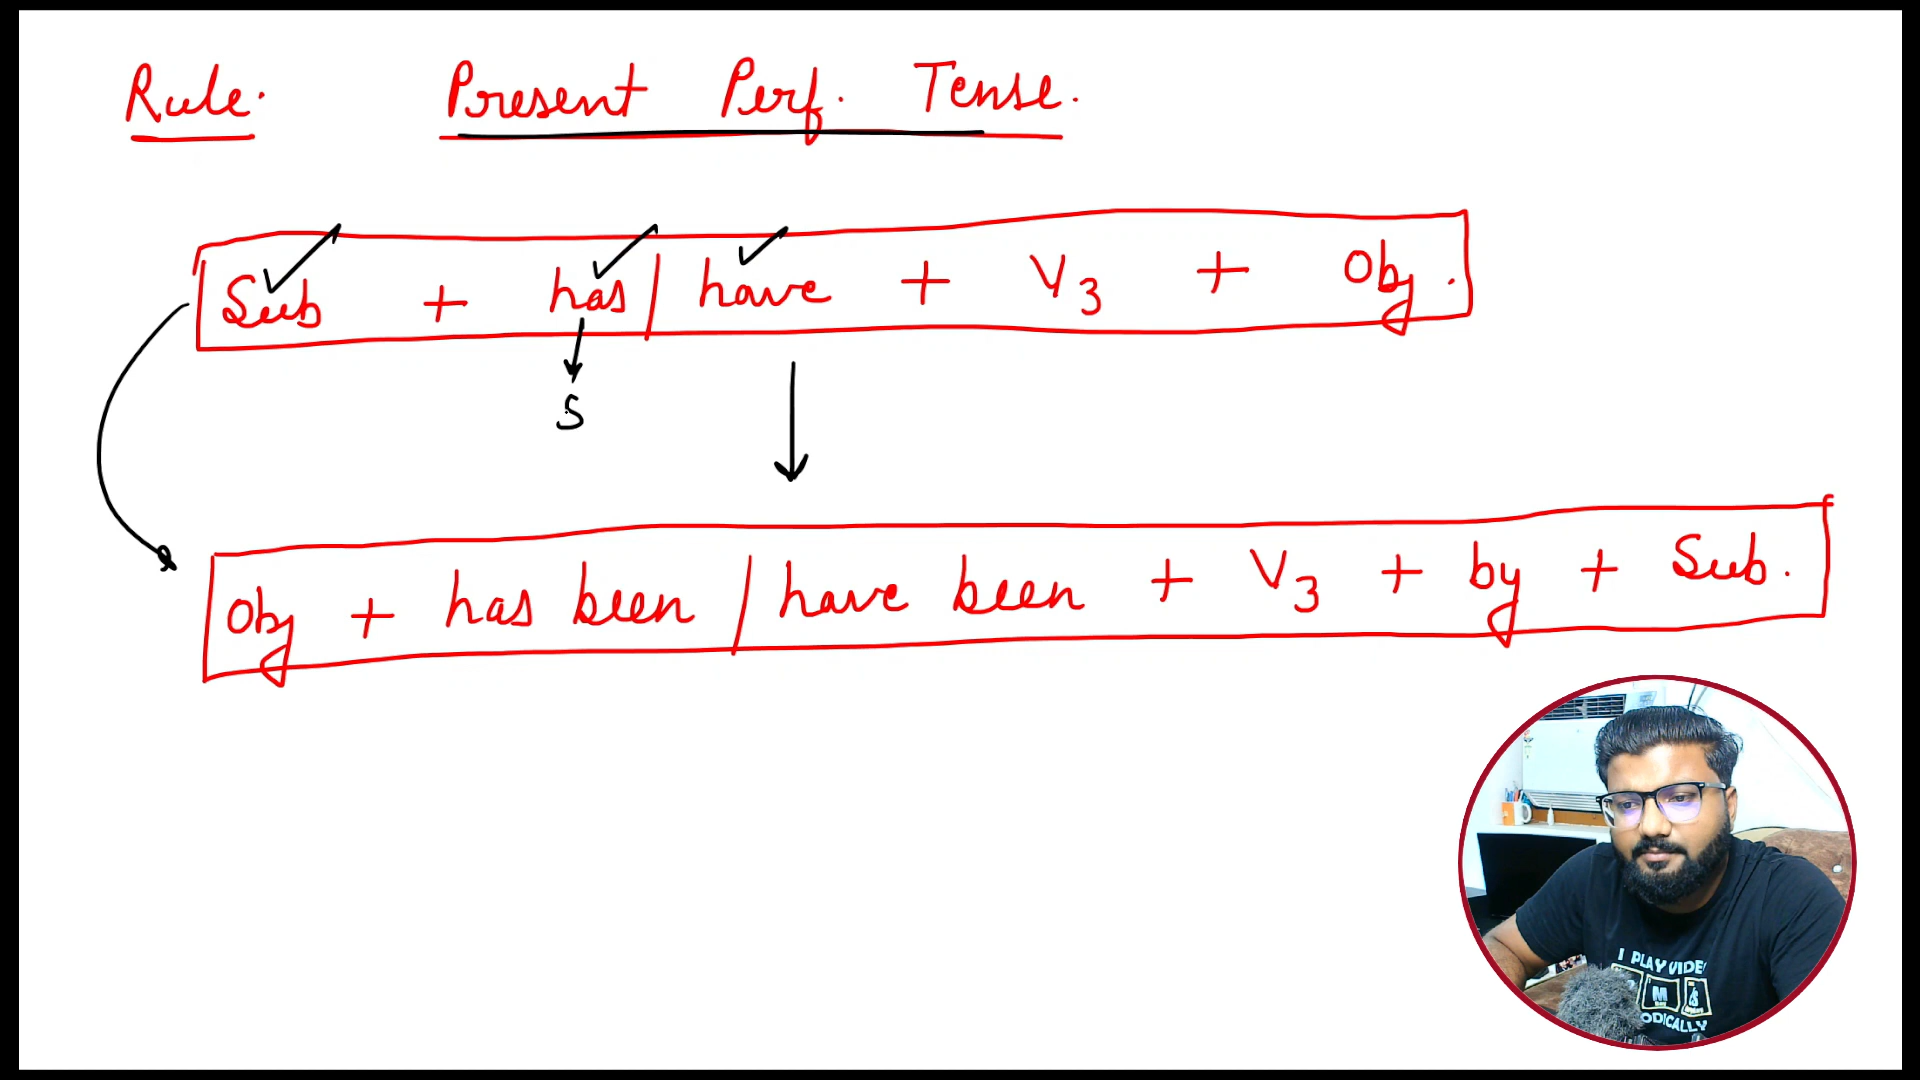 Rule. Present Perf. Tense.
Sub + has / have + V3 + Obj.
S
Obj + has been / have been + V3 + by + Sub.
I PLAY VIDE
M
ODICALLY